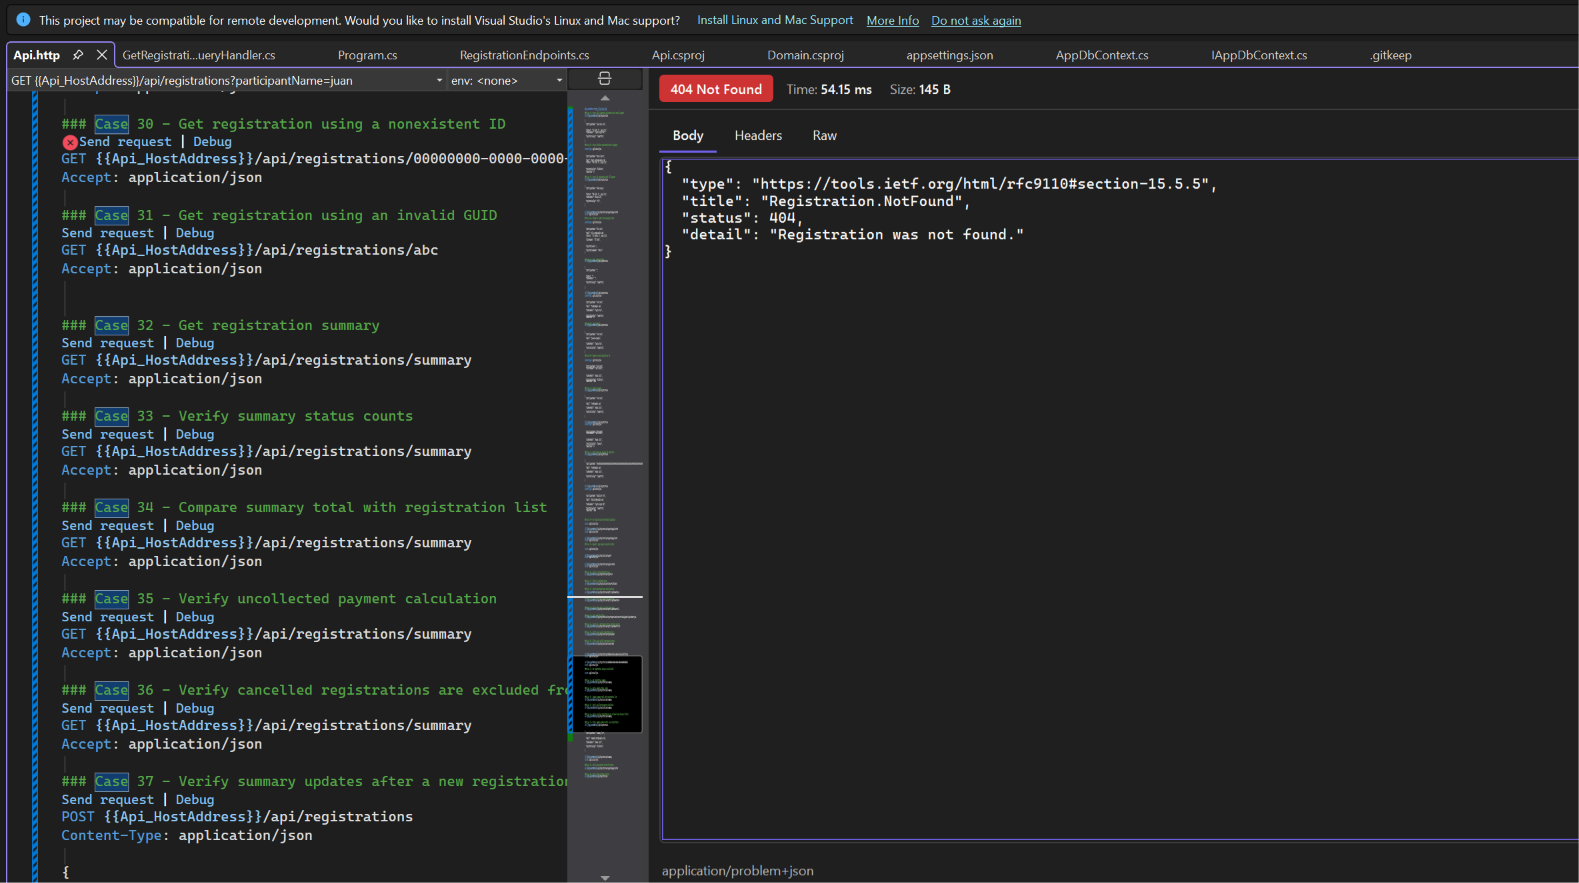 This project may be compatible for remote development. Would you like to install Visual Studio's Linux and Mac support? Install Linux and Mac Support More Info Do not ask again
Api.http GetRegistrati...ueryHandler.cs Program.cs RegistrationEndpoints.cs Api.csproj Domain.csproj appsettings.json AppDbContext.cs IAppDbContext.cs .gitkeep
GET {{Api_HostAddress}}/api/registrations?participantName=juan env: <none>
### Case 30 - Get registration using a nonexistent ID
Send request | Debug
GET {{Api_HostAddress}}/api/registrations/00000000-0000-0000-
Accept: application/json
### Case 31 - Get registration using an invalid GUID
Send request | Debug
GET {{Api_HostAddress}}/api/registrations/abc
Accept: application/json
### Case 32 - Get registration summary
Send request | Debug
GET {{Api_HostAddress}}/api/registrations/summary
Accept: application/json
### Case 33 - Verify summary status counts
Send request | Debug
GET {{Api_HostAddress}}/api/registrations/summary
Accept: application/json
### Case 34 - Compare summary total with registration list
Send request | Debug
GET {{Api_HostAddress}}/api/registrations/summary
Accept: application/json
### Case 35 - Verify uncollected payment calculation
Send request | Debug
GET {{Api_HostAddress}}/api/registrations/summary
Accept: application/json
### Case 36 - Verify cancelled registrations are excluded fr
Send request | Debug
GET {{Api_HostAddress}}/api/registrations/summary
Accept: application/json
### Case 37 - Verify summary updates after a new registration
Send request | Debug
POST {{Api_HostAddress}}/api/registrations
Content-Type: application/json
{
404 Not Found Time: 54.15 ms Size: 145 B
Body Headers Raw
{
"type": "https://tools.ietf.org/html/rfc9110#section-15.5.5",
"title": "Registration.NotFound",
"status": 404,
"detail": "Registration was not found."
}
application/problem+json